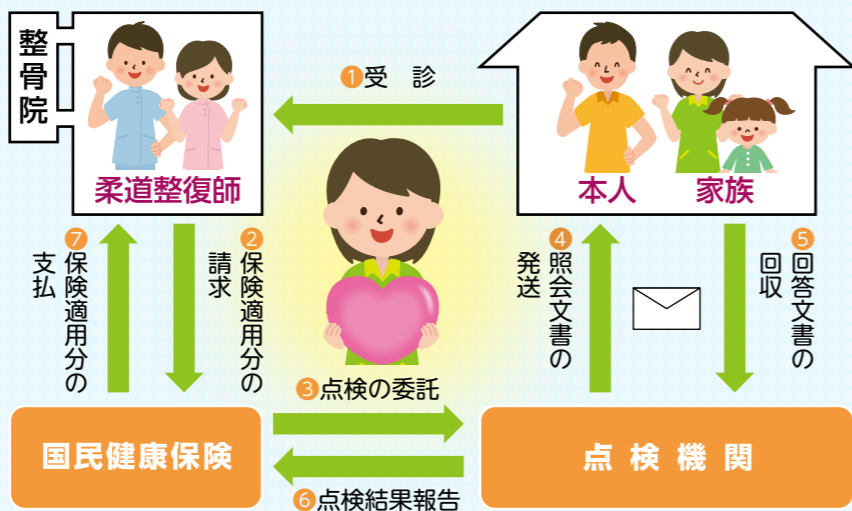 整骨院
柔道整復師
❶受　診
本人
家族
❷保険適用分の
請求
❸点検の委託
❹照会文書の
発送
❺回答文書の
回収
❻点検結果報告
❼保険適用分の
支払
国民健康保険
点検機関